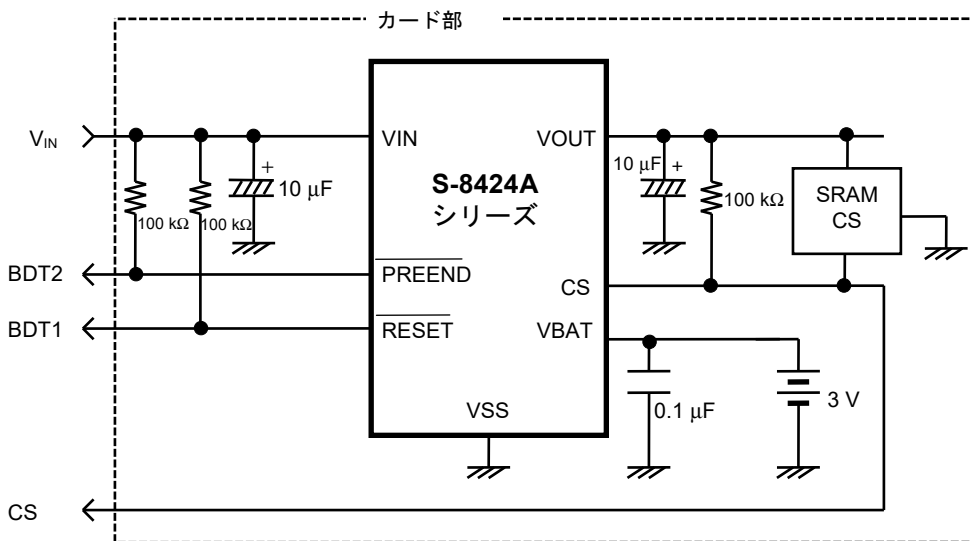 カード部
V_IN
VIN
VOUT
+
10 μF
100 kΩ
100 kΩ
S-8424A
シリーズ
10 μF
+
100 kΩ
SRAM
CS
BDT2
PREEND
CS
BDT1
RESET
VBAT
VSS
0.1 μF
3 V
CS